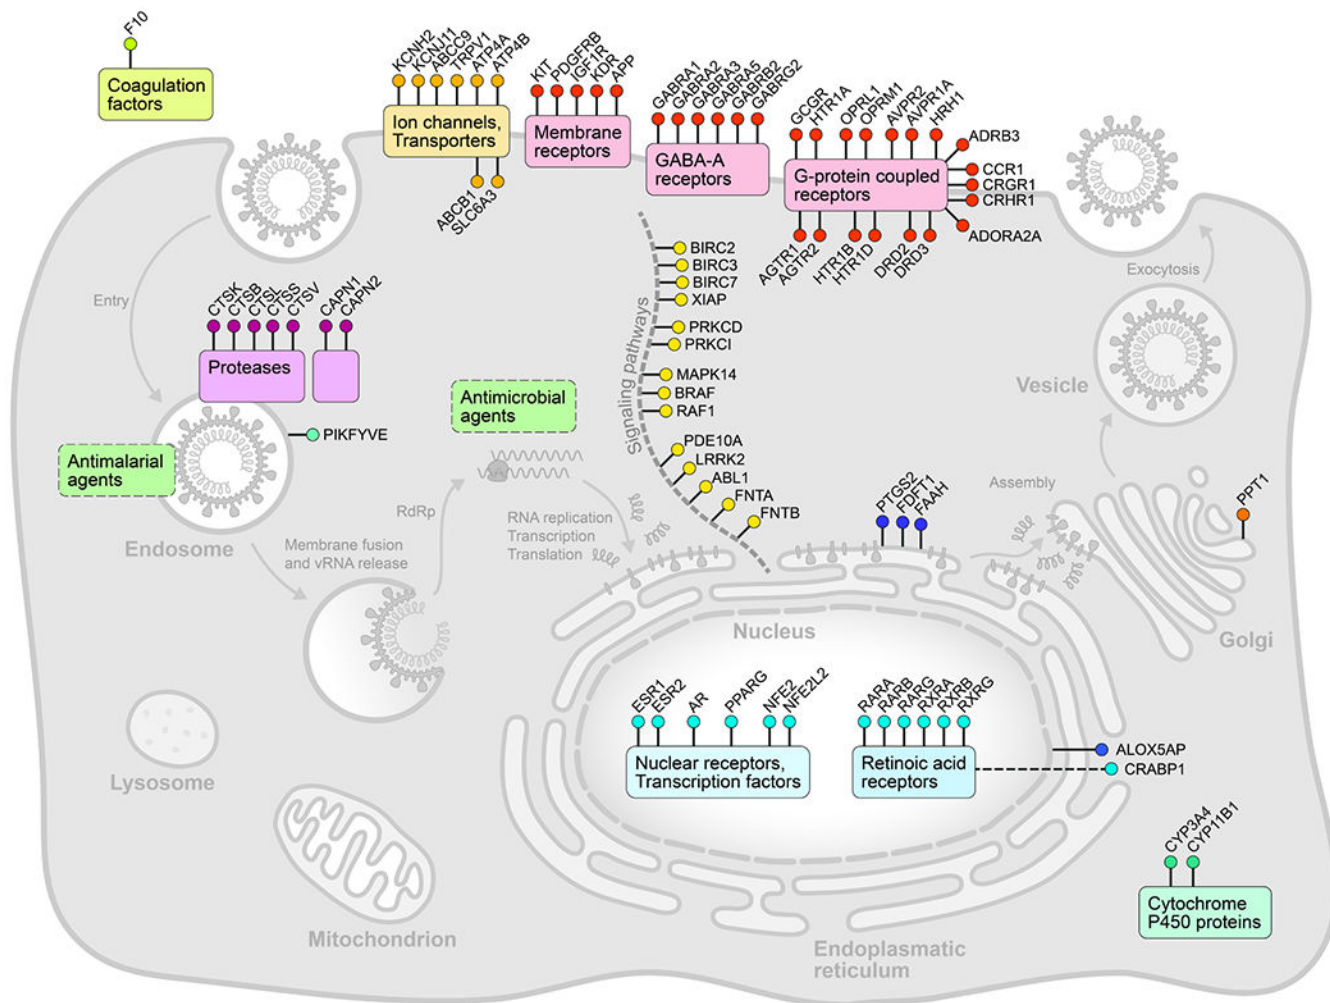 F10
Coagulation
factors
KCNH2
KCNJ11
ABCC9
TRPV1
ATP4A
ATP4B
Ion channels,
Transporters
ABCB1
SLC6A3
KIT
PDGFRB
IGF1R
KDR
APP
Membrane
receptors
GABRA1
GABRA2
GABRA3
GABRA5
GABRB2
GABRG2
GABA-A
receptors
GCGR
HTR1A
OPRL1
OPRM1
AVPR2
AVPR1A
HRH1
ADRB3
CCR1
CRGR1
CRHR1
ADORA2A
G-protein coupled
receptors
AGTR1
AGTR2
HTR1B
HTR1D
DRD2
DRD3
Entry
Exocytosis
CTSK
CTSB
CTSL
CTSS
CTSV
CAPN1
CAPN2
Proteases
Signaling pathways
BIRC2
BIRC3
BIRC7
XIAP
PRKCD
PRKCI
MAPK14
BRAF
RAF1
PDE10A
LRRK2
ABL1
FNTA
FNTB
Vesicle
Antimicrobial
agents
Antimalarial
agents
PIKFYVE
Endosome
RdRp
Membrane fusion
and vRNA release
RNA replication
Transcription
Translation
PTGS2
FDFT1
FAAH
Assembly
PPT1
Golgi
Nucleus
ESR1
ESR2
AR
PPARG
NFE2
NFE2L2
Nuclear receptors,
Transcription factors
RARA
RARB
RARG
RXRA
RXRB
RXRG
Retinoic acid
receptors
ALOX5AP
CRABP1
Lysosome
Mitochondrion
Endoplasmatic
reticulum
CYP3A4
CYP11B1
Cytochrome
P450 proteins